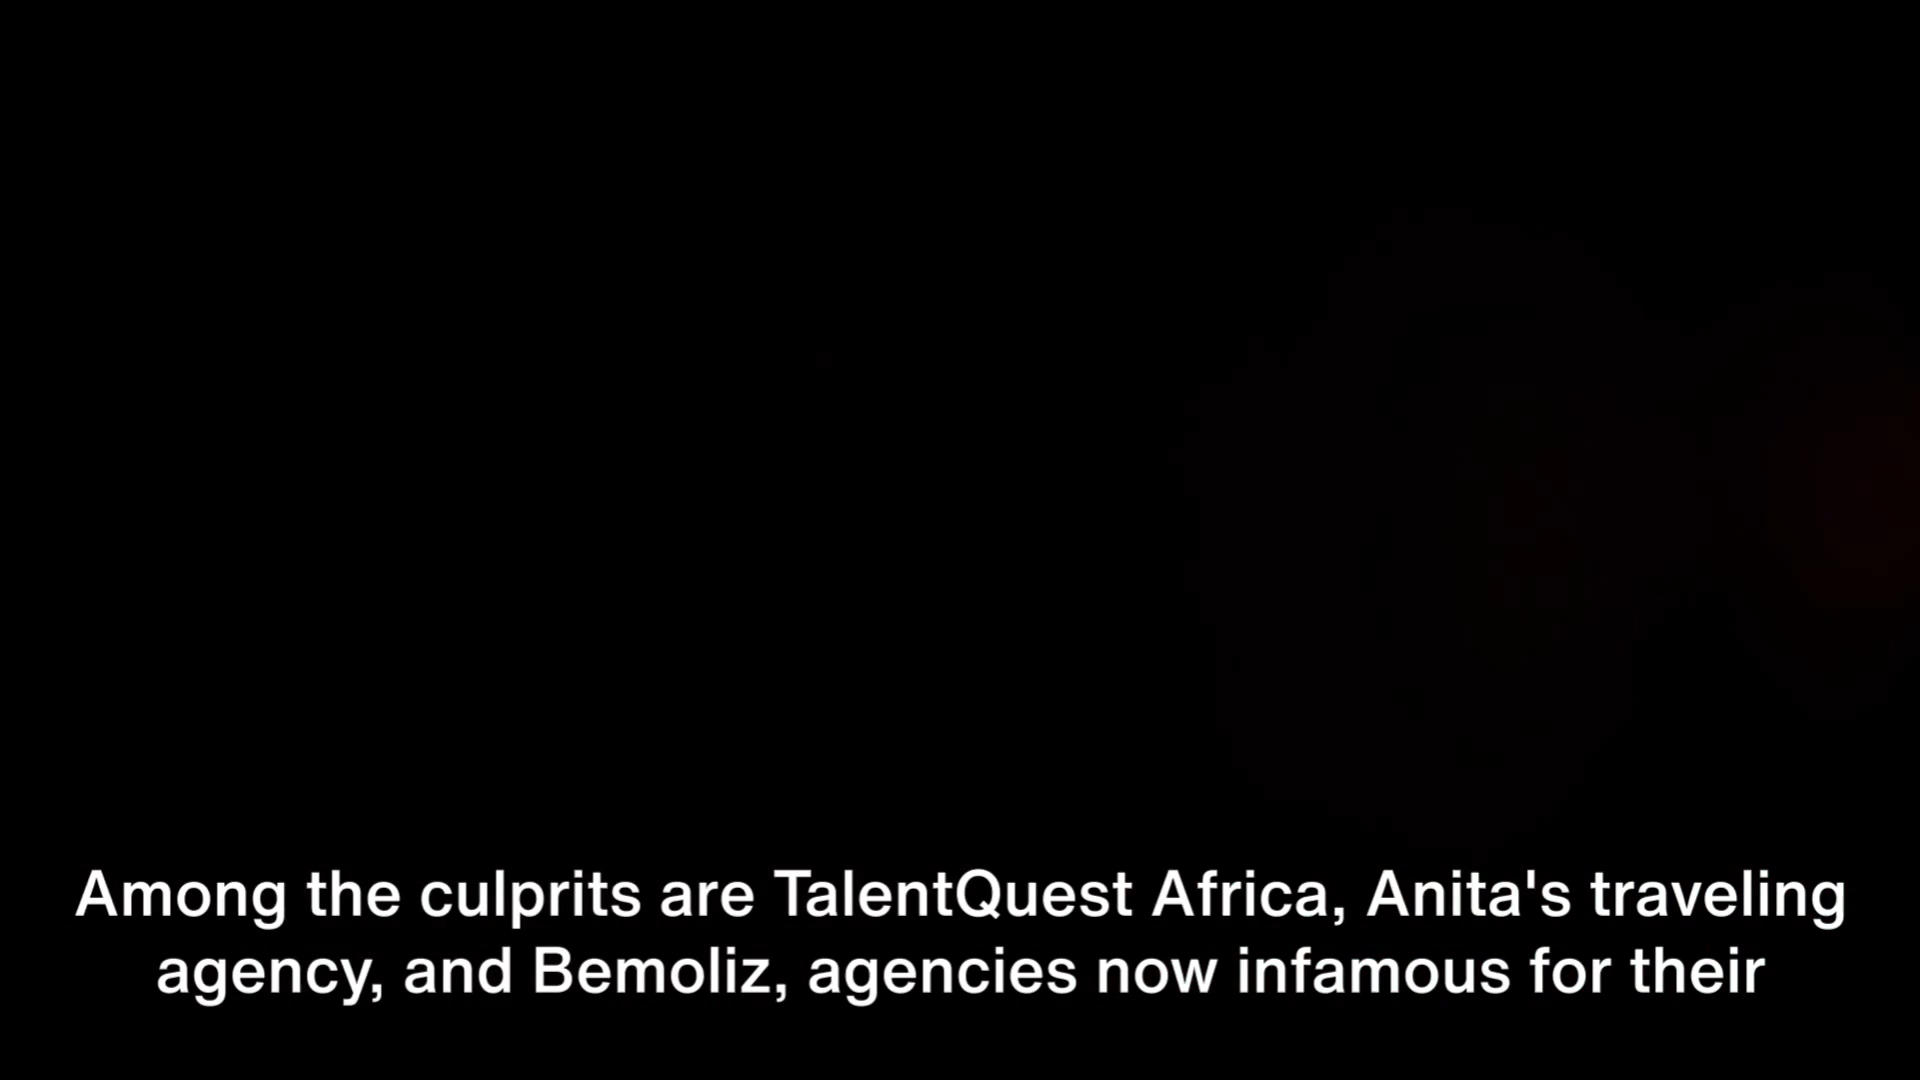 Among the culprits are TalentQuest Africa, Anita's traveling
agency, and Bemoliz, agencies now infamous for their